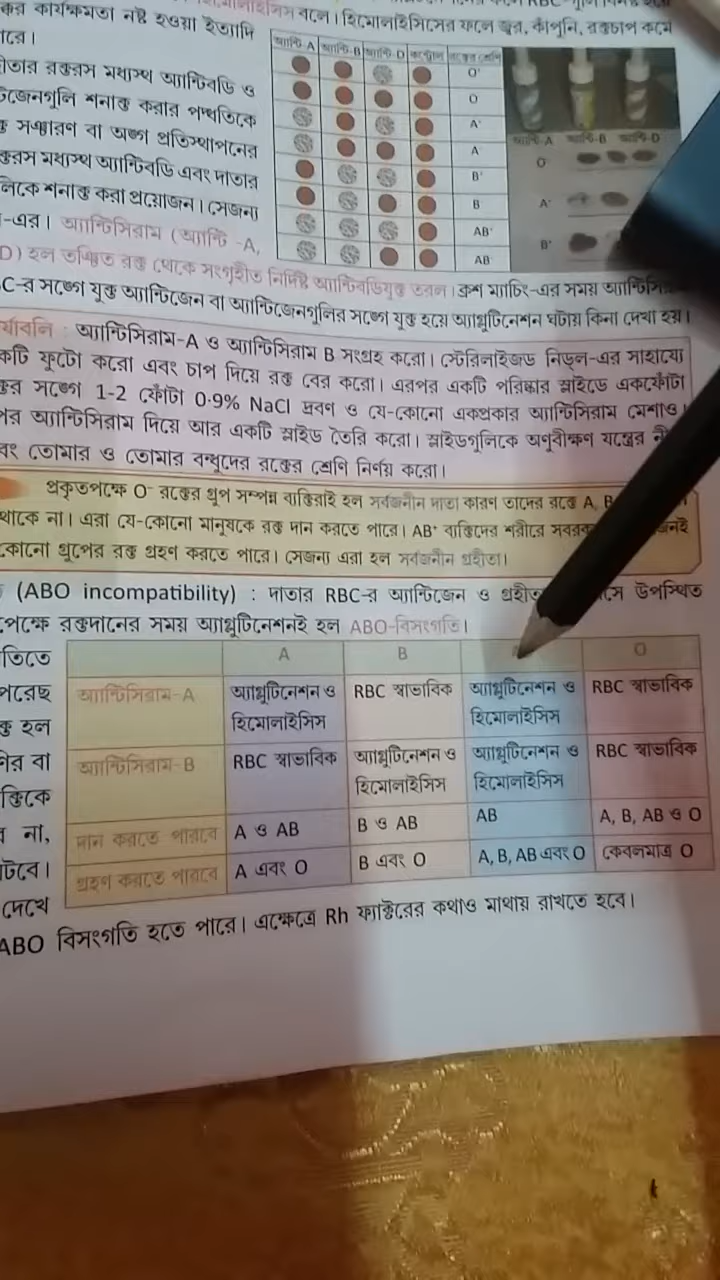 কার্যক্ষমতা নষ্ট হওয়া ইত্যাদি
বলে। হিমোলাইসিসের ফলে জ্বর, কাঁপুনি, রক্তচাপ কমে
রক্তরস মধ্যস্থ অ্যান্টিবডি ও
শনাক্ত করার পদ্ধতিকে
সঞ্চারণ বা অঙ্গ প্রতিস্থাপনের
মধ্যস্থ অ্যান্টিবডি এবং দাতার
শনাক্ত করা প্রয়োজন। সেজন্য
-এর। অ্যান্টিসিরাম (অ্যান্টি -A,
অ্যান্টি-A অ্যান্টি-B অ্যান্টি-D কন্ট্রোল রক্তের শ্রেণি
O⁺
O
A⁺
A
B⁺
B
AB⁺
AB
অ্যান্টি-A অ্যান্টি-B অ্যান্টি-D
O
A⁺
B⁺
D) হল তঞ্চিত রক্ত থেকে সংগৃহীত নির্দিষ্ট অ্যান্টিবডিযুক্ত তরল। ক্রশ ম্যাচিং-এর সময়
C-র সঙ্গে যুক্ত অ্যান্টিজেন বা অ্যান্টিজেনগুলির সঙ্গে যুক্ত হয়ে অ্যাগ্লুটিনেশন ঘটায় কিনা দেখা হয়।
: অ্যান্টিসিরাম-A ও অ্যান্টিসিরাম B সংগ্রহ করো। স্টেরিলাইজড নিড্‌ল-এর সাহায্যে
ফুটো করো এবং চাপ দিয়ে রক্ত বের করো। এরপর একটি পরিষ্কার স্লাইডে একফোঁটা
সঙ্গে 1-2 ফোঁটা 0·9% NaCl দ্রবণ ও যে-কোনো একপ্রকার অ্যান্টিসিরাম মেশাও।
অ্যান্টিসিরাম দিয়ে আর একটি স্লাইড তৈরি করো। স্লাইডগুলিকে অণুবীক্ষণ যন্ত্রের
তোমার ও তোমার বন্ধুদের রক্তের শ্রেণি নির্ণয় করো।
প্রকৃতপক্ষে O⁻ রক্তের গ্রুপ সম্পন্ন ব্যক্তিরাই হল সর্বজনীন দাতা কারণ তাদের রক্তে A,
থাকে না। এরা যে-কোনো মানুষকে রক্ত দান করতে পারে। AB⁺ ব্যক্তিদের শরীরে
কোনো গ্রুপের রক্ত গ্রহণ করতে পারে। সেজন্য এরা হল সর্বজনীন গ্রহীতা।
(ABO incompatibility) : দাতার RBC-র অ্যান্টিজেন ও উপস্থিত
রক্তদানের সময় অ্যাগ্লুটিনেশনই হল ABO-বিসংগতি।
A B O
অ্যান্টিসিরাম-A অ্যাগ্লুটিনেশন ও হিমোলাইসিস RBC স্বাভাবিক অ্যাগ্লুটিনেশন ও হিমোলাইসিস RBC স্বাভাবিক
অ্যান্টিসিরাম-B RBC স্বাভাবিক অ্যাগ্লুটিনেশন ও হিমোলাইসিস অ্যাগ্লুটিনেশন ও হিমোলাইসিস RBC স্বাভাবিক
দান করতে পারবে A ও AB B ও AB AB A, B, AB ও O
গ্রহণ করতে পারবে A এবং O B এবং O A, B, AB এবং O কেবলমাত্র O
না,
দেখে
ABO বিসংগতি হতে পারে। এক্ষেত্রে Rh ফ্যাক্টরের কথাও মাথায় রাখতে হবে।